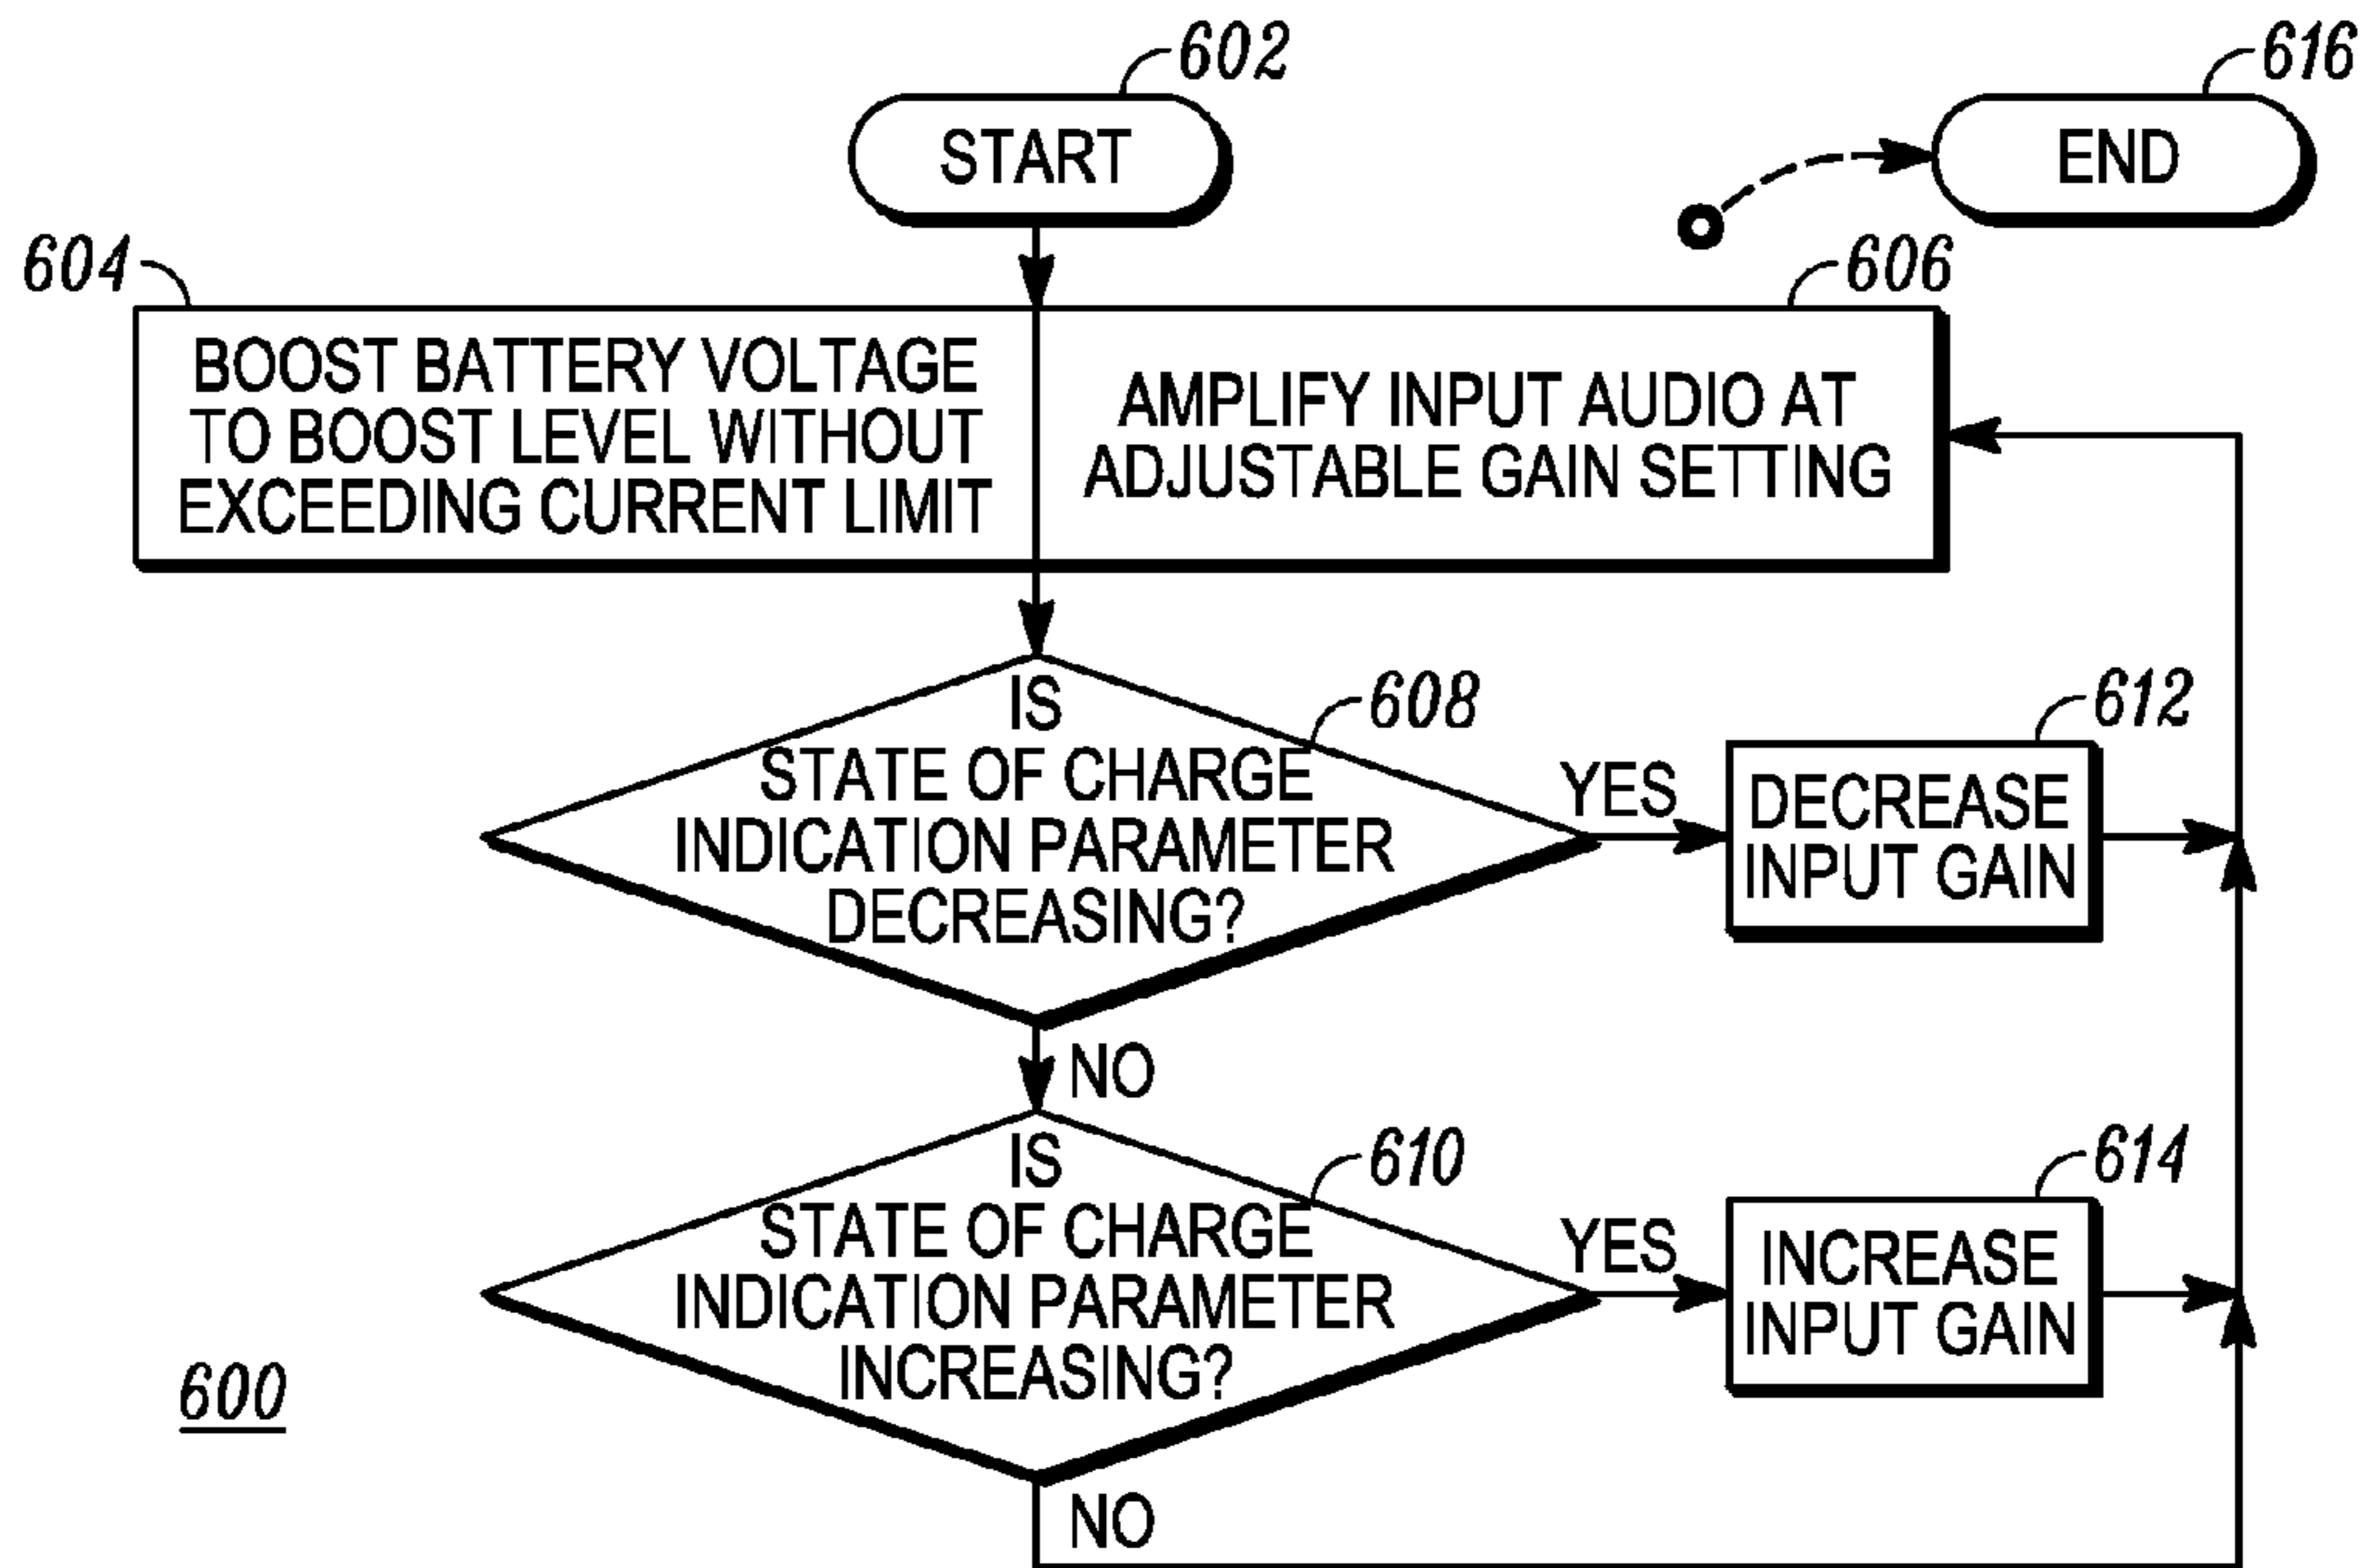 602
START
616
END
604
BOOST BATTERY VOLTAGE
TO BOOST LEVEL WITHOUT
EXCEEDING CURRENT LIMIT
606
AMPLIFY INPUT AUDIO AT
ADJUSTABLE GAIN SETTING
608
IS
STATE OF CHARGE
INDICATION PARAMETER
DECREASING?
YES
612
DECREASE
INPUT GAIN
NO
610
IS
STATE OF CHARGE
INDICATION PARAMETER
INCREASING?
YES
614
INCREASE
INPUT GAIN
NO
600